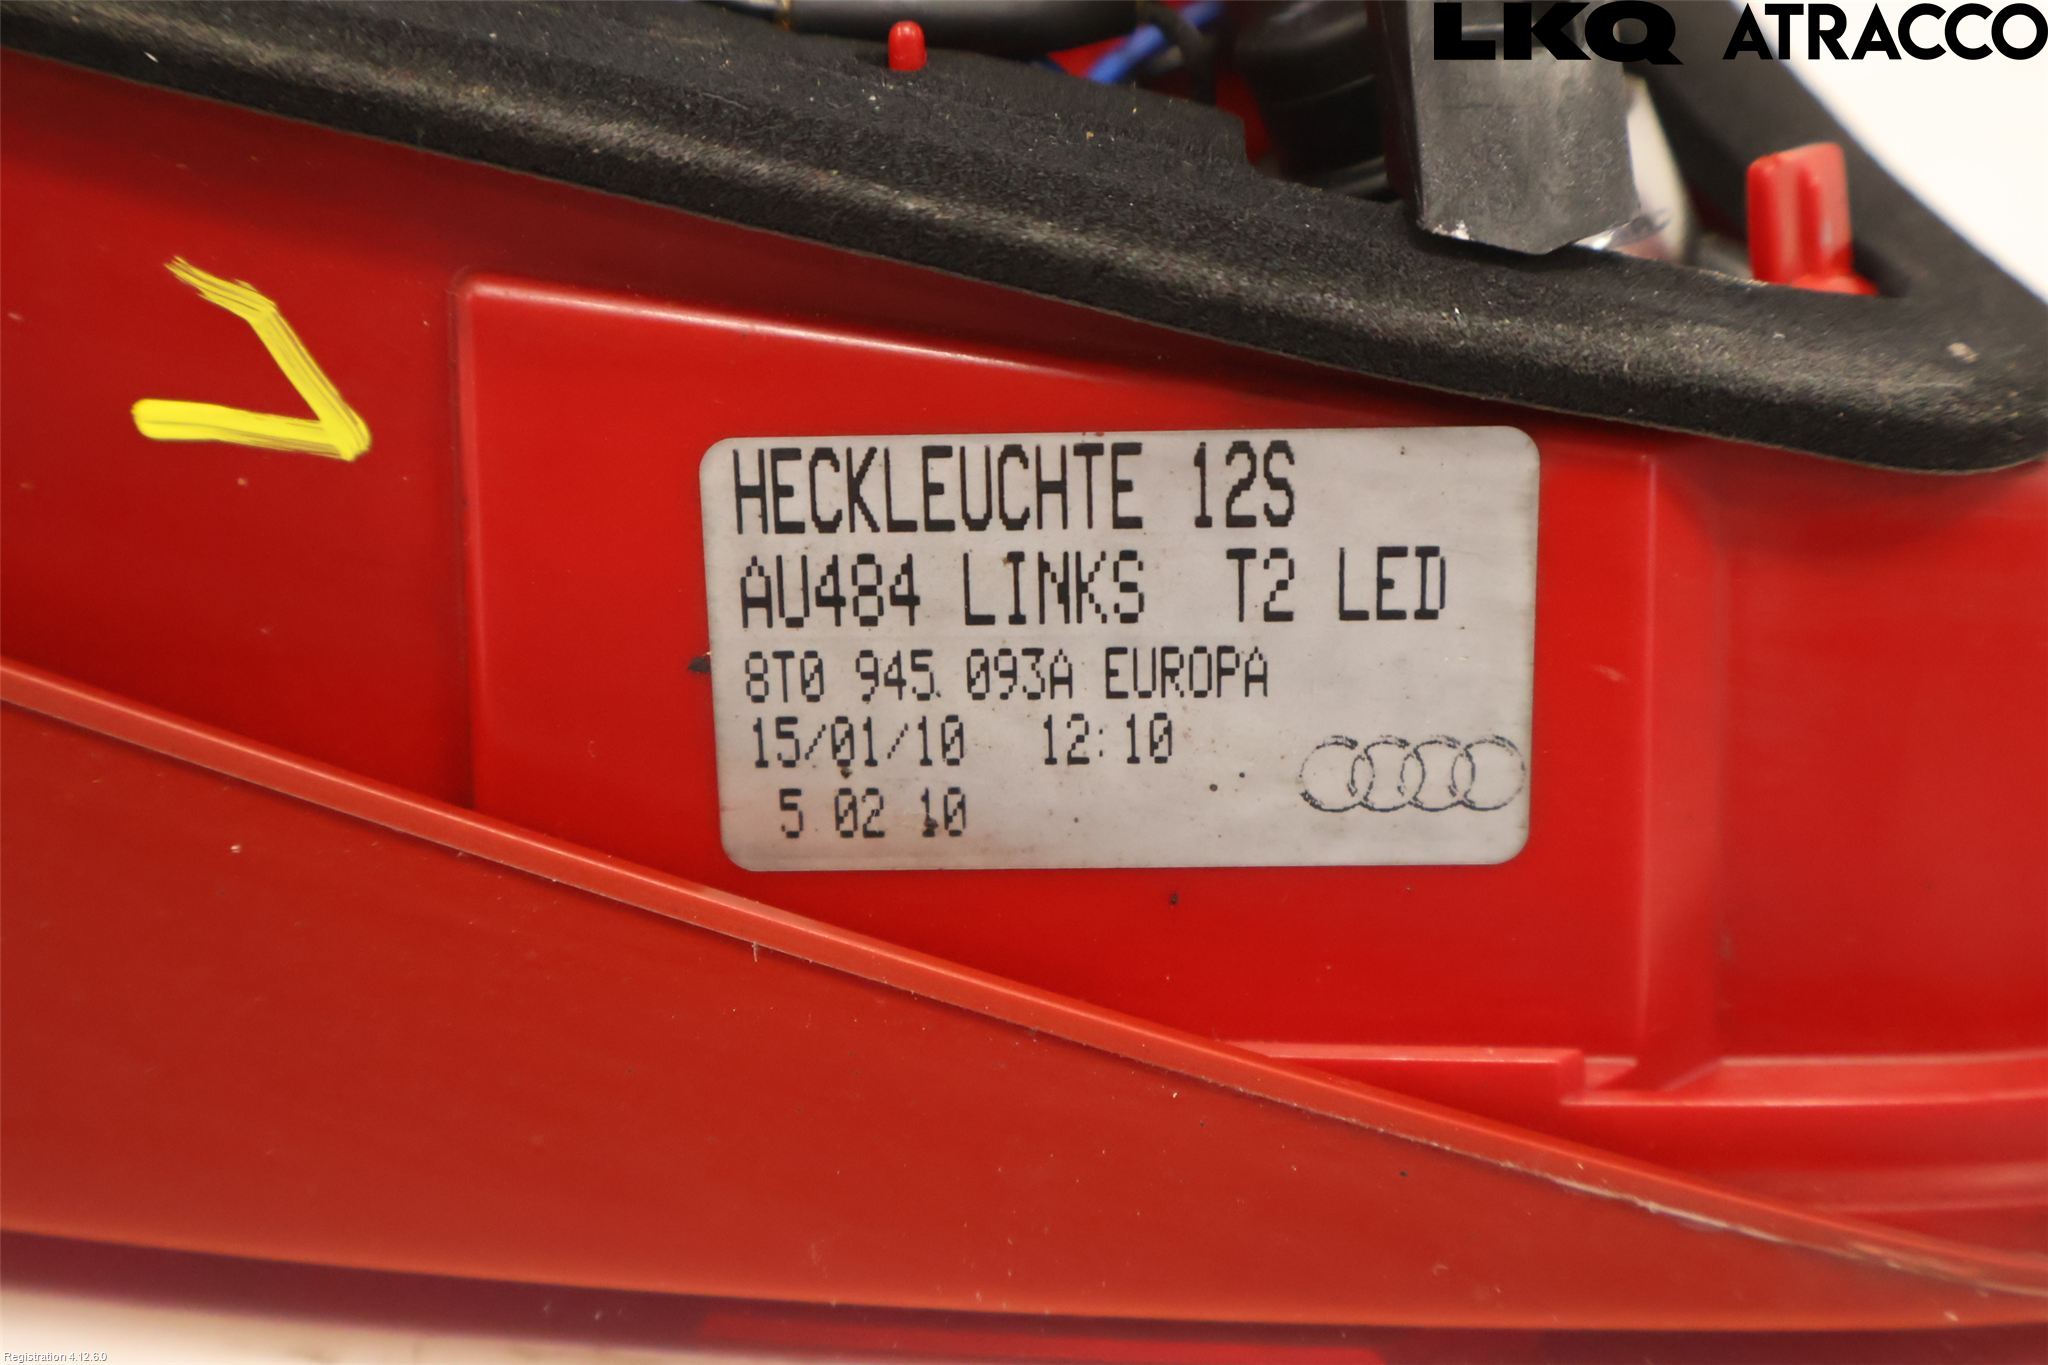 LKQ ATRACCO
HECKLEUCHTE 12S
AU484 LINKS T2 LED
8T0 945 093A EUROPA
15/01/10 12:10
5 02 10
Registration 4.12.6.0